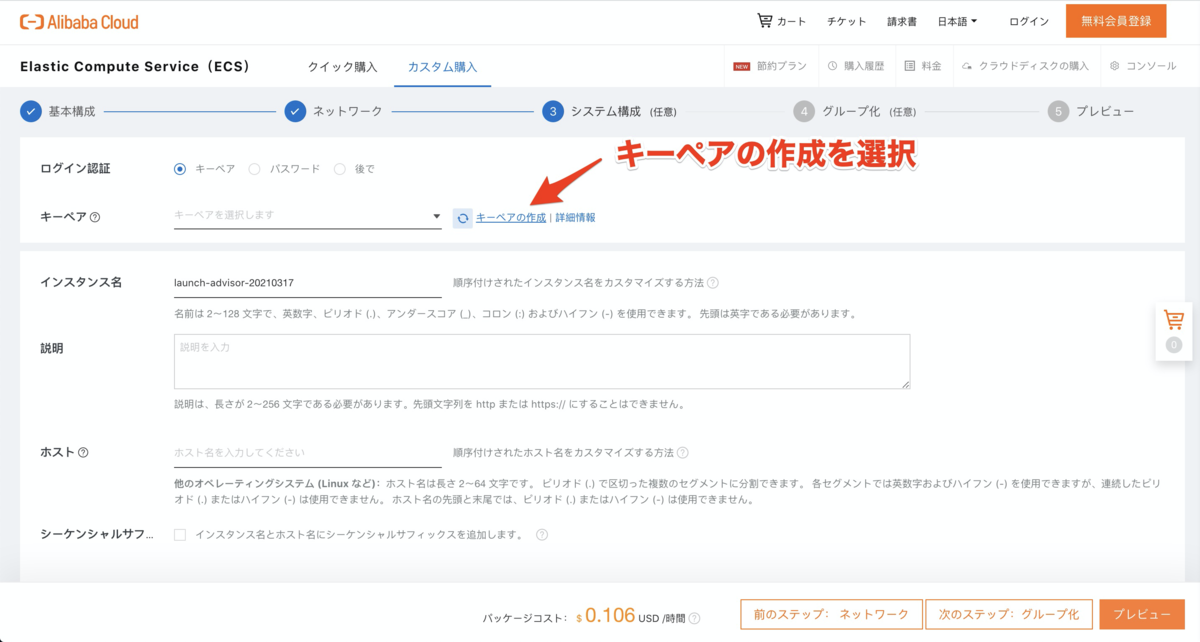 Alibaba Cloud
カート チケット 請求書 日本語 ログイン 無料会員登録
Elastic Compute Service（ECS） クイック購入 カスタム購入 NEW 節約プラン 購入履歴 料金 クラウドディスクの購入 コンソール
基本構成 ネットワーク 3 システム構成 (任意) 4 グループ化 (任意) 5 プレビュー
キーペアの作成を選択
ログイン認証 キーペア パスワード 後で
キーペア キーペアを選択します キーペアの作成 | 詳細情報
インスタンス名 launch-advisor-20210317 順序付けされたインスタンス名をカスタマイズする方法
名前は 2～128 文字で、英数字、ピリオド (.)、アンダースコア (_)、コロン (:) およびハイフン (-) を使用できます。 先頭は英字である必要があります。
説明 説明を入力
説明は、長さが 2～256 文字である必要があります。先頭文字列を http または https:// にすることはできません。
ホスト ホスト名を入力してください 順序付けされたホスト名をカスタマイズする方法
他のオペレーティングシステム (Linux など)： ホスト名は長さ 2～64 文字です。 ピリオド (.) で区切った複数のセグメントに分割できます。 各セグメントでは英数字およびハイフン (-) を使用できますが、連続したピリ
オド (.) またはハイフン (-) は使用できません。 ホスト名の先頭と末尾では、ピリオド (.) またはハイフン (-) は使用できません。
シーケンシャルサフ... インスタンス名とホスト名にシーケンシャルサフィックスを追加します。
0
パッケージコスト： $ 0.106 USD /時間 前のステップ： ネットワーク 次のステップ：グループ化 プレビュー